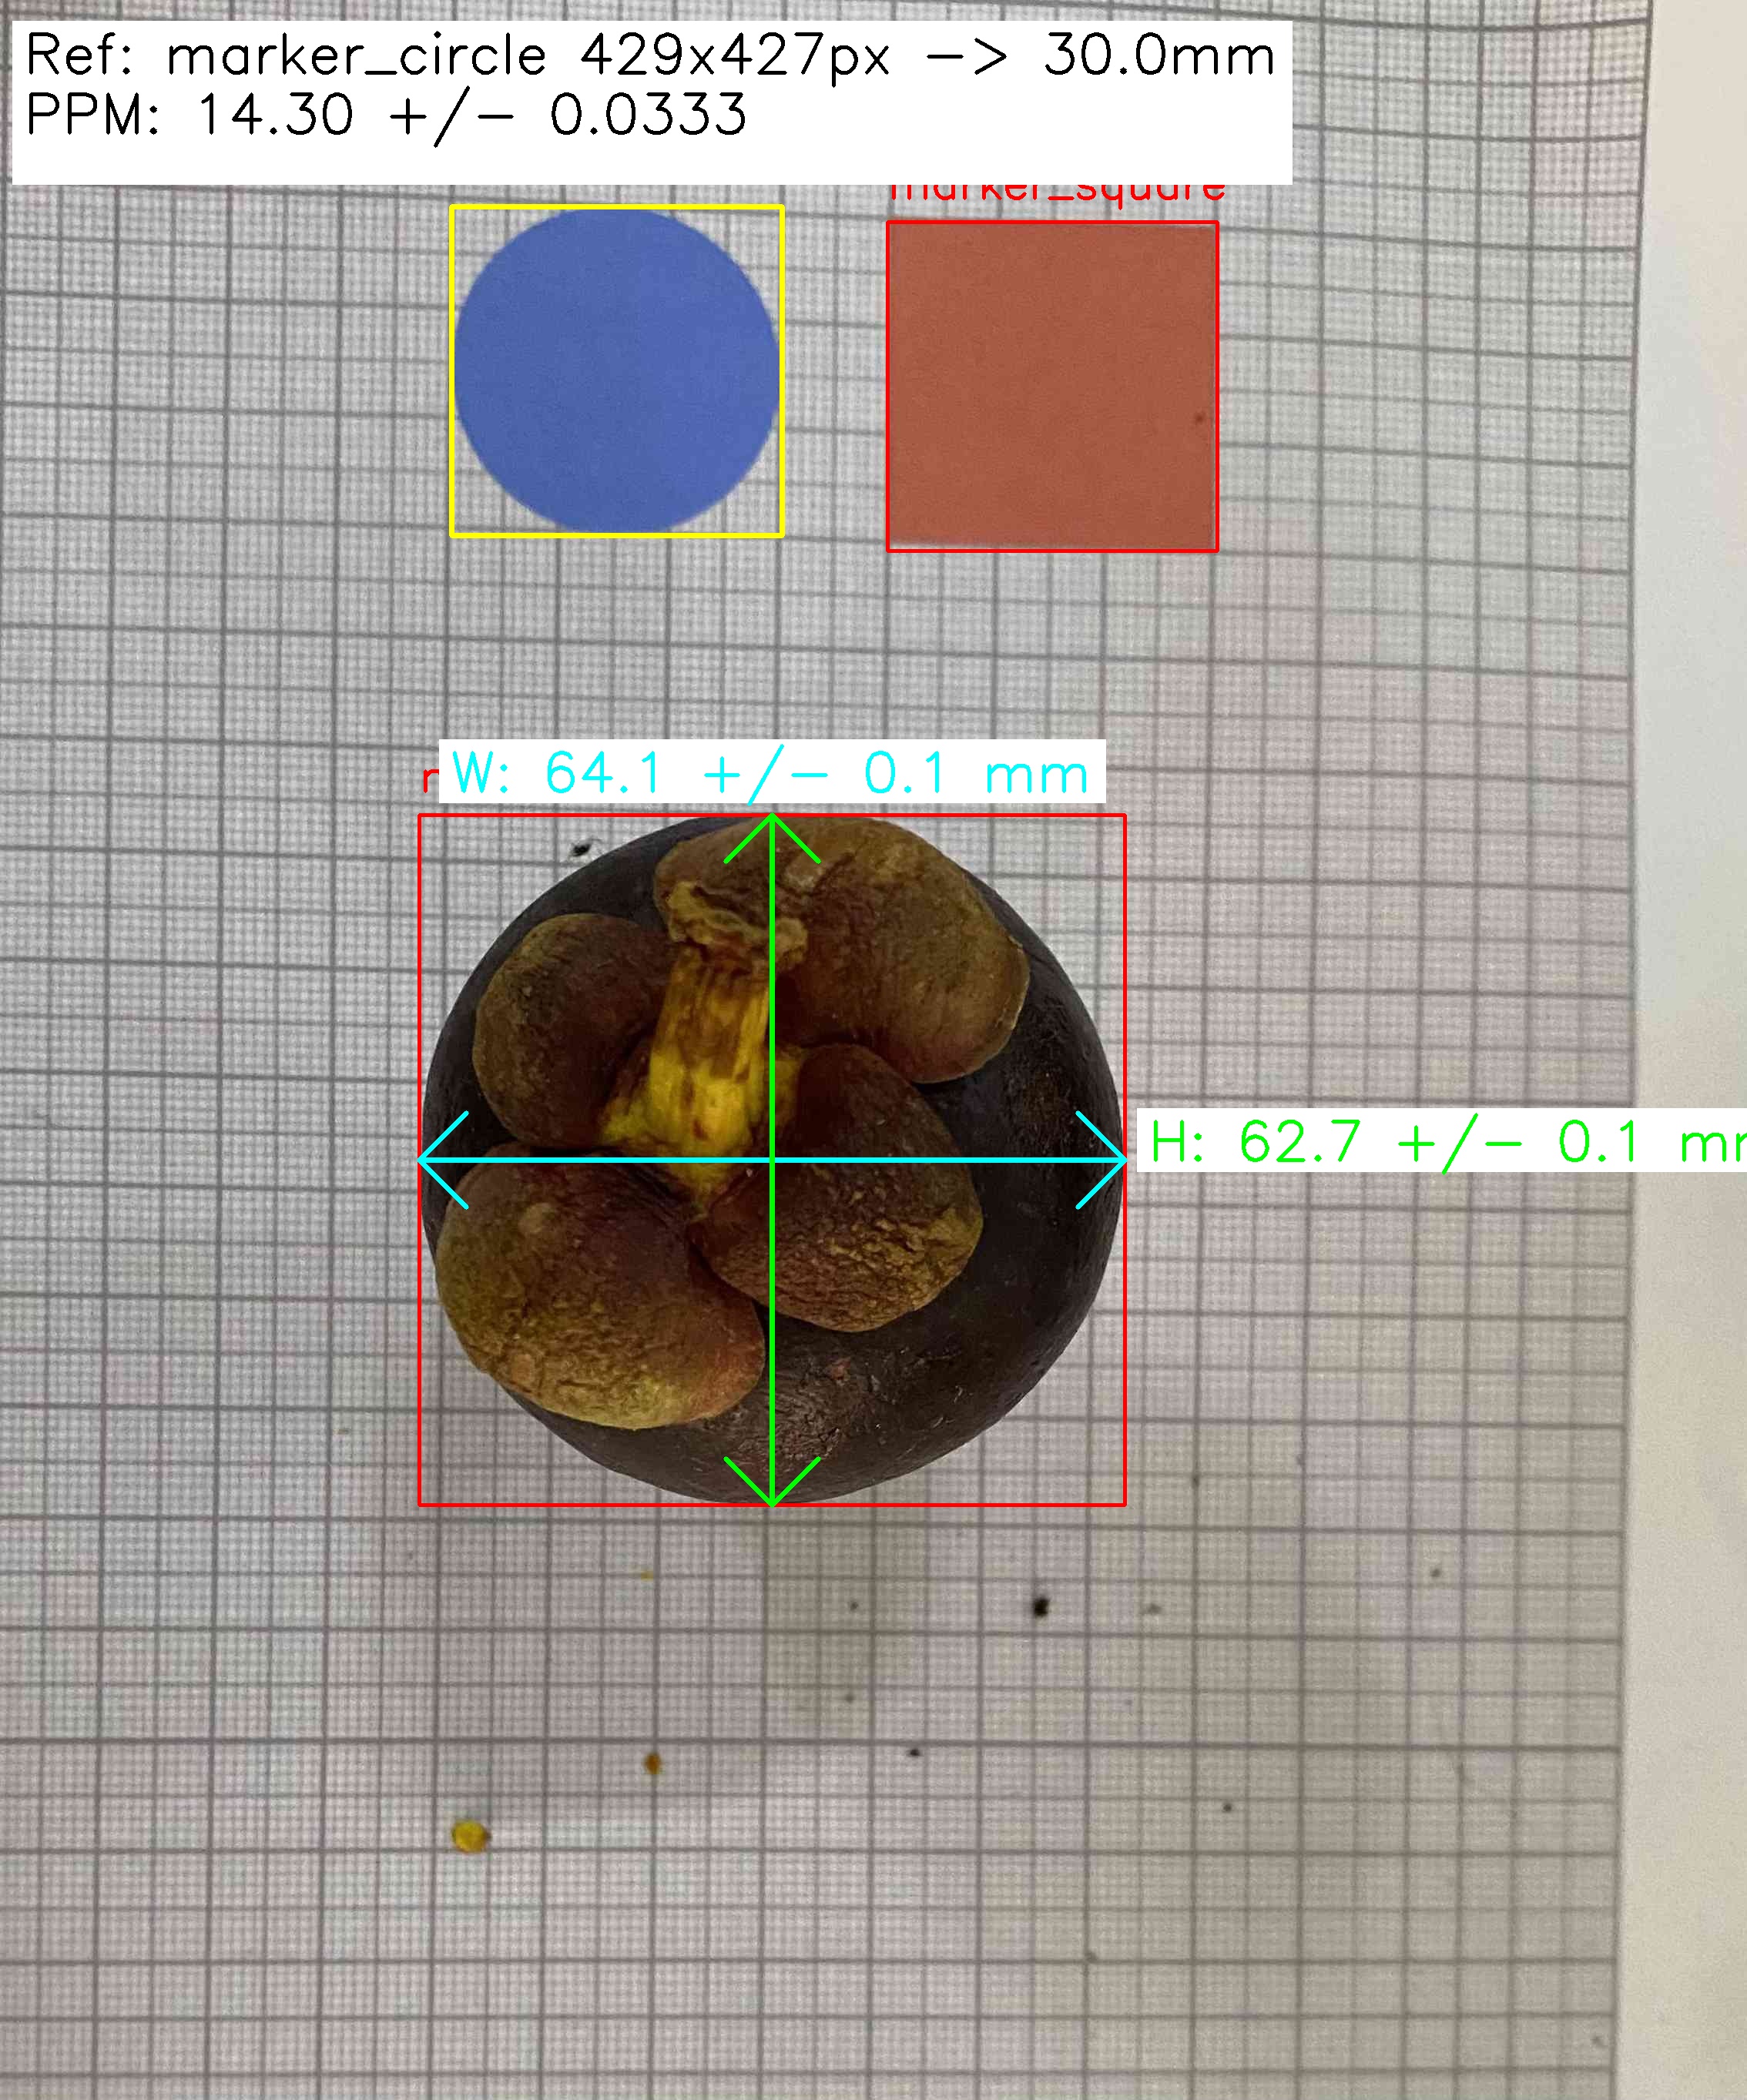 Ref: marker_circle 429x427px -> 30.0mm
PPM: 14.30 +/- 0.0333
marker_square
W: 64.1 +/- 0.1 mm
H: 62.7 +/- 0.1